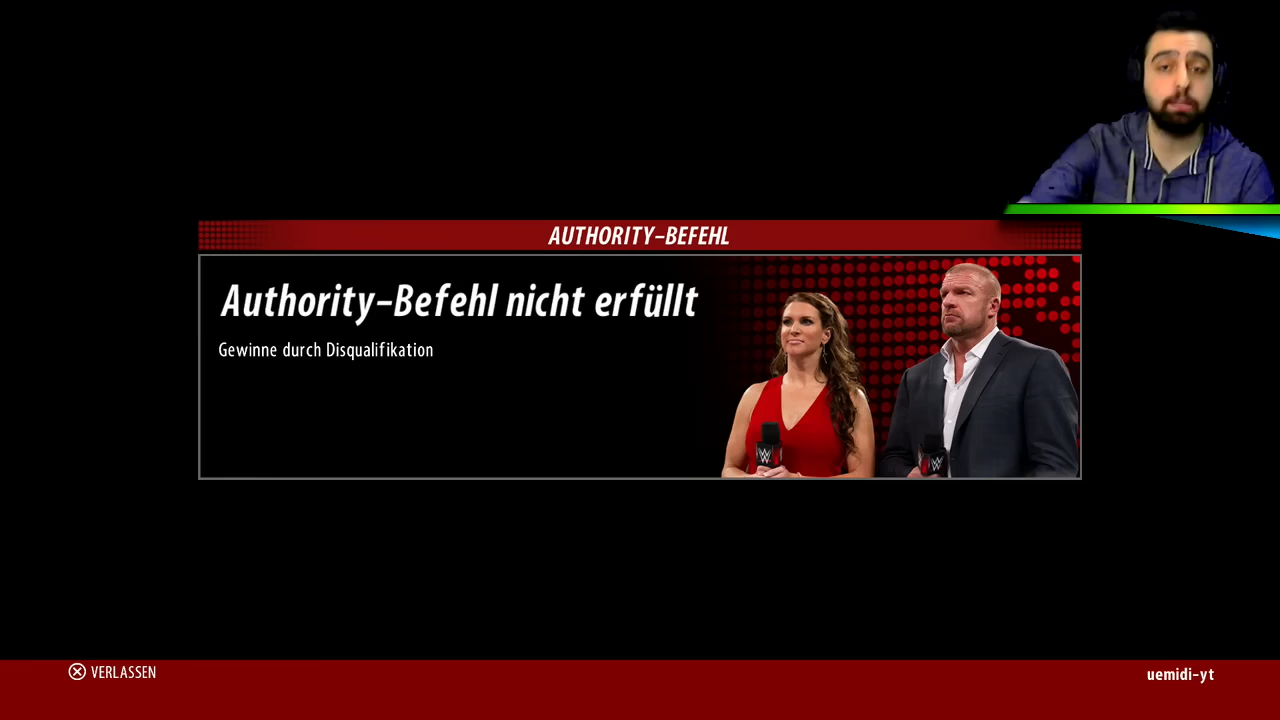 AUTHORITY-BEFEHL
Authority-Befehl nicht erfüllt
Gewinne durch Disqualifikation
VERLASSEN
uemidi-yt